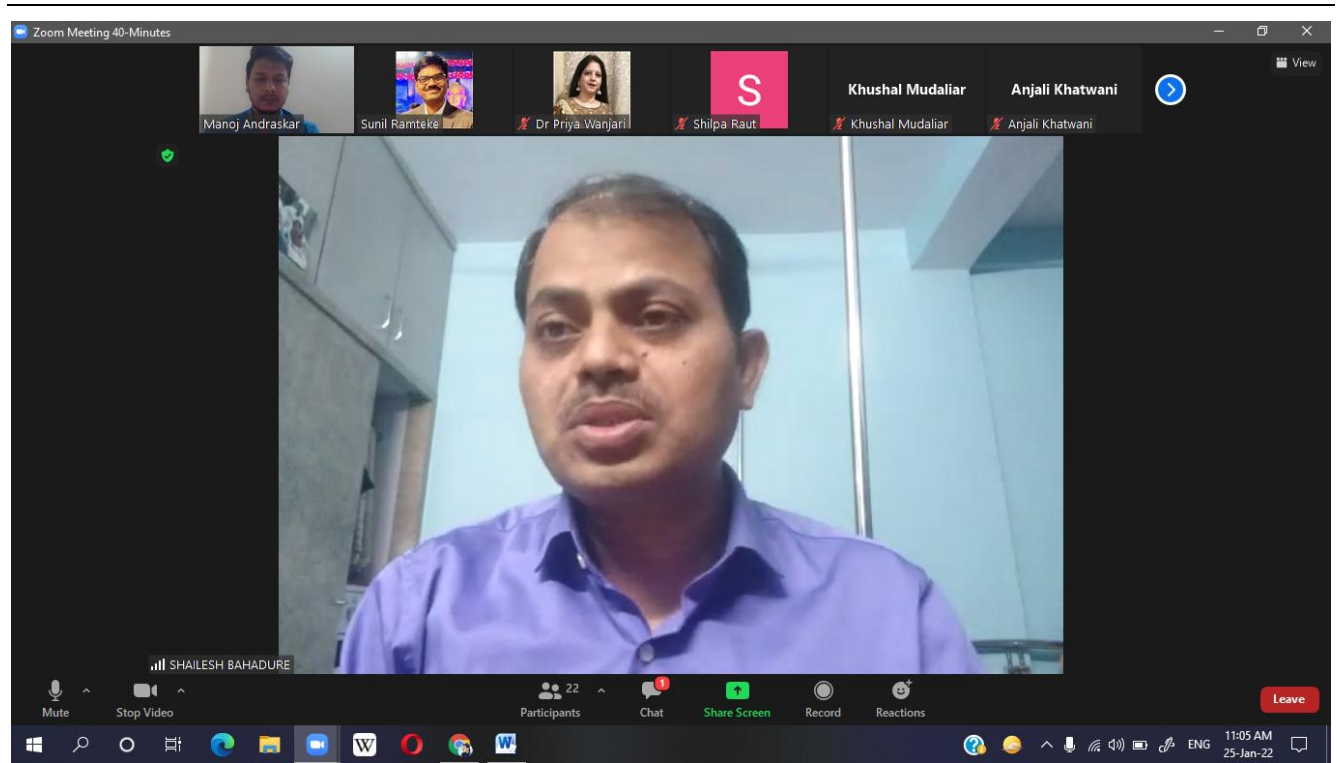 Zoom Meeting 40-Minutes
View
S
Khushal Mudaliar
Anjali Khatwani
Manoj Andraskar
Sunil Ramteke
Dr Priya Wanjari
Shilpa Raut
Khushal Mudaliar
Anjali Khatwani
SHAILESH BAHADURE
22
1
Mute
Stop Video
Participants
Chat
Share Screen
Record
Reactions
Leave
W
W
ENG
11:05 AM
25-Jan-22